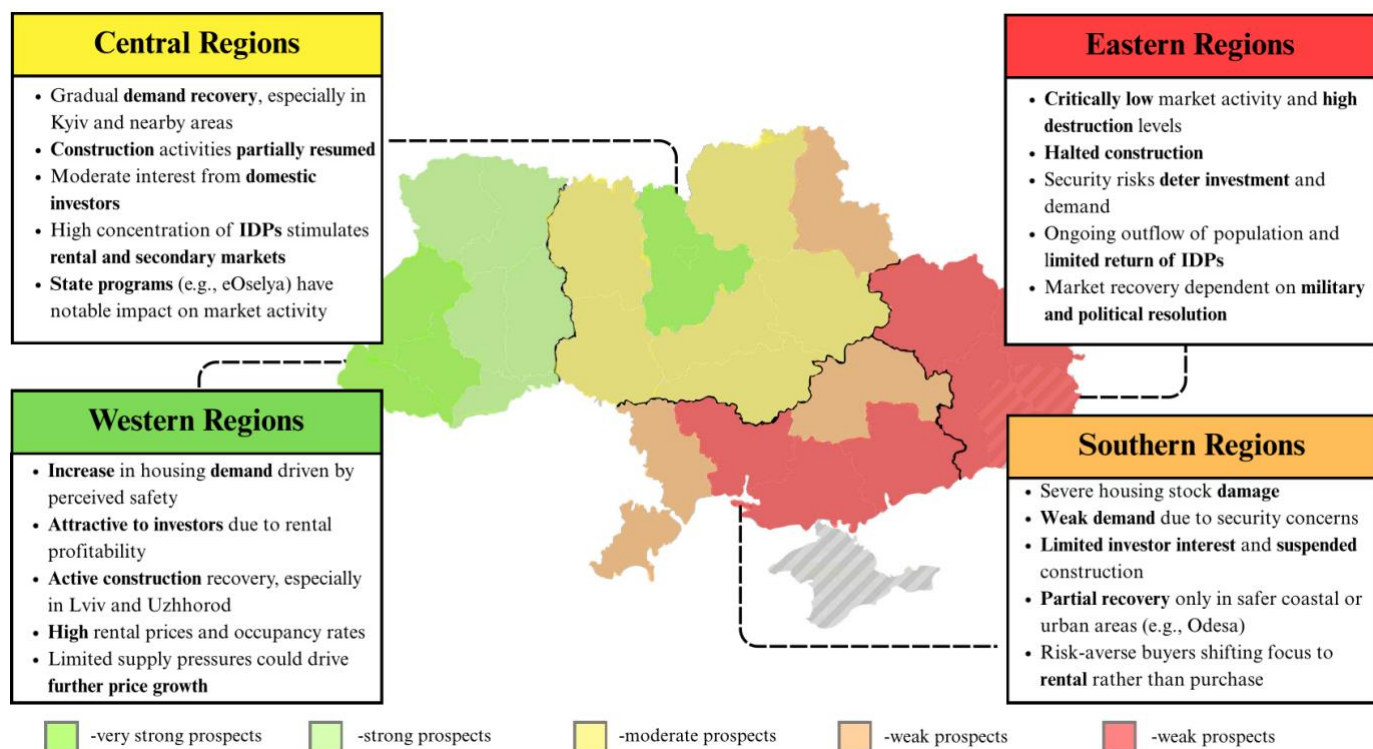 Central Regions
• Gradual demand recovery, especially in
Kyiv and nearby areas
• Construction activities partially resumed
• Moderate interest from domestic
investors
• High concentration of IDPs stimulates
rental and secondary markets
• State programs (e.g., eOselya) have
notable impact on market activity
Eastern Regions
• Critically low market activity and high
destruction levels
• Halted construction
• Security risks deter investment and
demand
• Ongoing outflow of population and
limited return of IDPs
• Market recovery dependent on military
and political resolution
Western Regions
• Increase in housing demand driven by
perceived safety
• Attractive to investors due to rental
profitability
• Active construction recovery, especially
in Lviv and Uzhhorod
• High rental prices and occupancy rates
• Limited supply pressures could drive
further price growth
Southern Regions
• Severe housing stock damage
• Weak demand due to security concerns
• Limited investor interest and suspended
construction
• Partial recovery only in safer coastal or
urban areas (e.g., Odesa)
• Risk-averse buyers shifting focus to
rental rather than purchase
-very strong prospects
-strong prospects
-moderate prospects
-weak prospects
-weak prospects